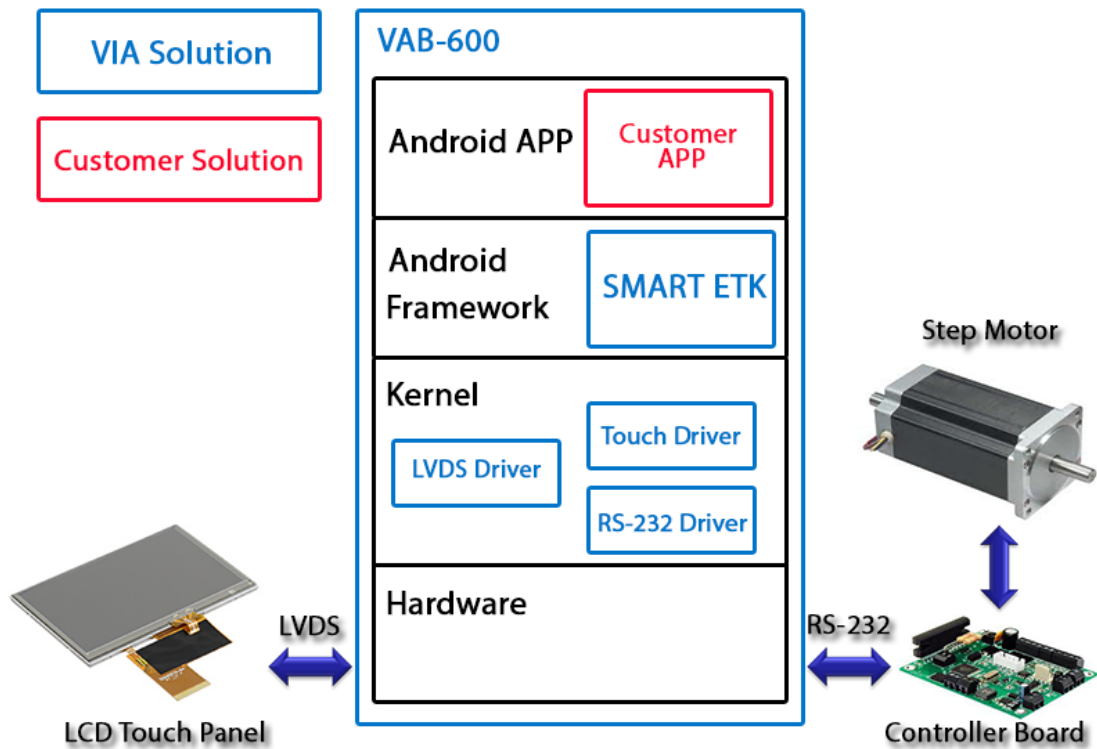 VIA Solution
Customer Solution
VAB-600
Android APP
Customer
APP
Android
Framework
SMART ETK
Kernel
LVDS Driver
Touch Driver
RS-232 Driver
Hardware
LVDS
LCD Touch Panel
RS-232
Step Motor
Controller Board